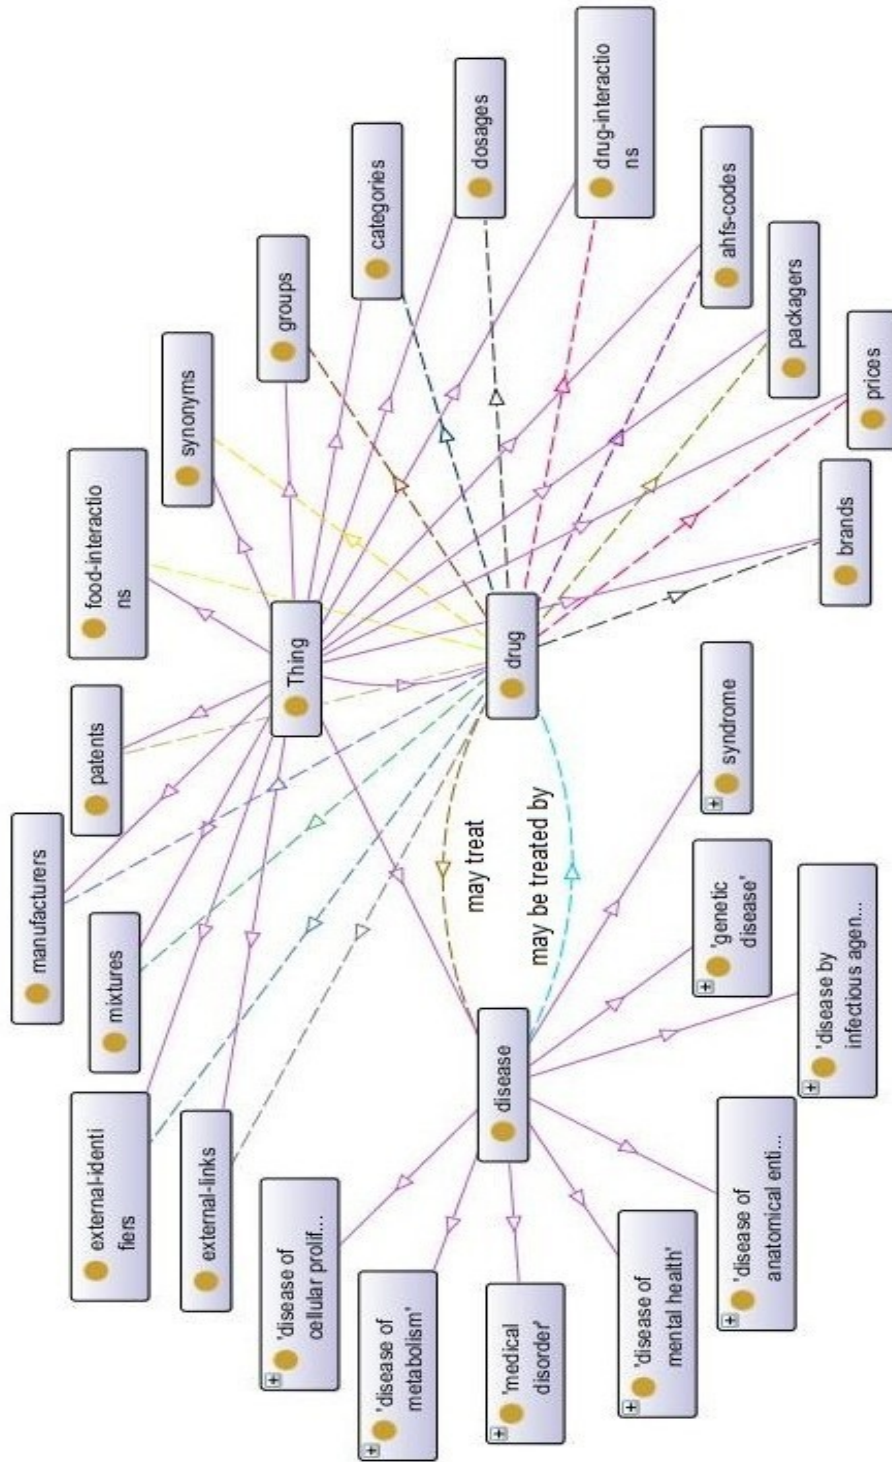 manufacturers
patents
food-interactio
ns
synonyms
groups
categories
dosages
drug-interactio
ns
ahfs-codes
packagers
prices
brands
mixtures
external-identi
fiers
external-links
Thing
drug
may treat
may be treated by
disease
'disease of
cellular prolif...
'disease of
metabolism'
'medical
disorder'
'disease of
mental health'
'disease of
anatomical enti...
'disease by
infectious agen...
'genetic
disease'
syndrome